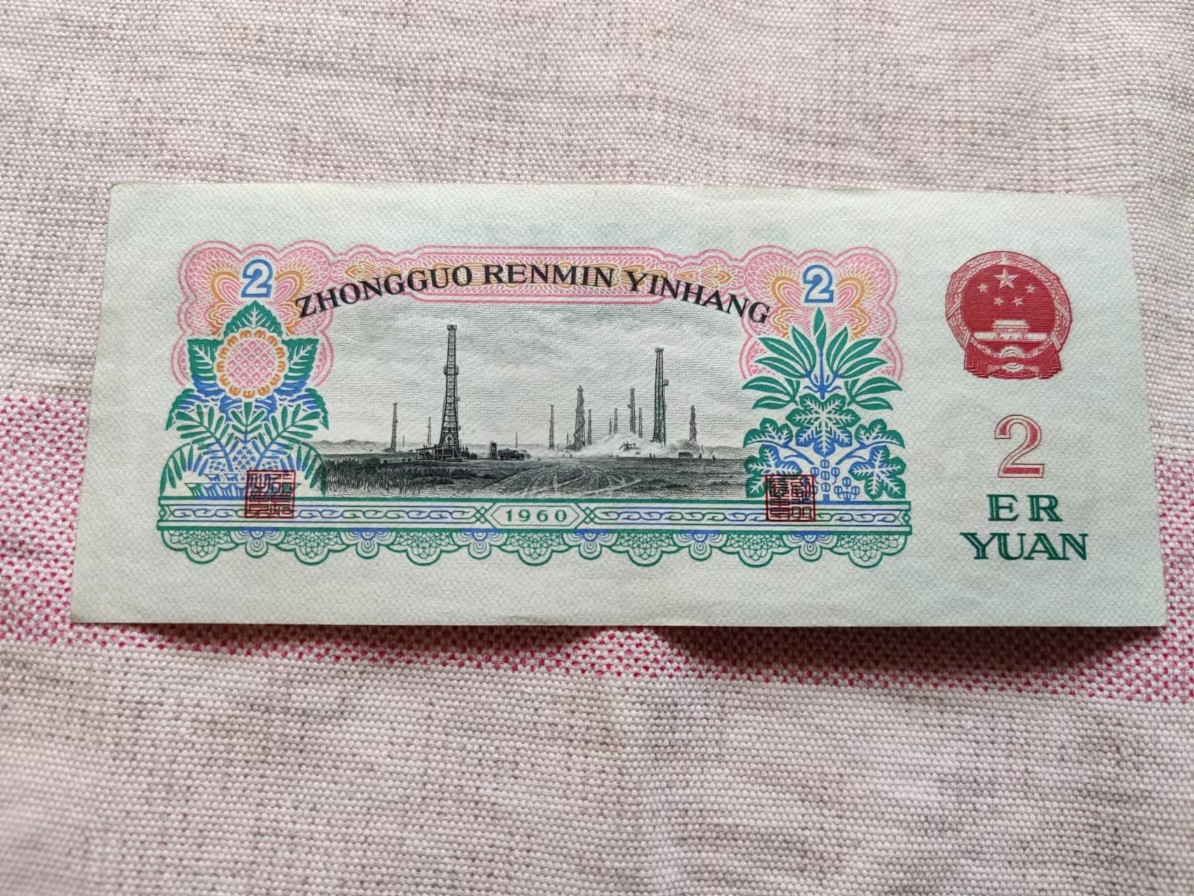 2
2
ZHONGGUO RENMIN YINHANG
1960
2
ER
YUAN